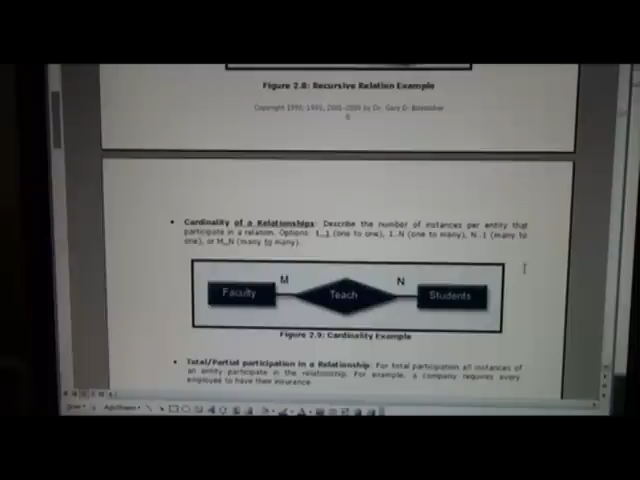 Figure 2.8: Recursive Relation Example
Copyright 1990, 1995, 2001-2005 by Dr. Gary D. Boetticher
• Cardinality of a Relationships: Describe the number of instances per entity that
participate in a relation. Options: 1..1 (one to one), 1..N (one to many), N..1 (many to
one), or M..N (many to many).
M N
Faculty Teach Students
Figure 2.9: Cardinality Example
• Total/Partial participation in a Relationship: For total participation all instances of
an entity participate in the relationship. For example, a company requires every
employee to have their insurance
AutoShapes